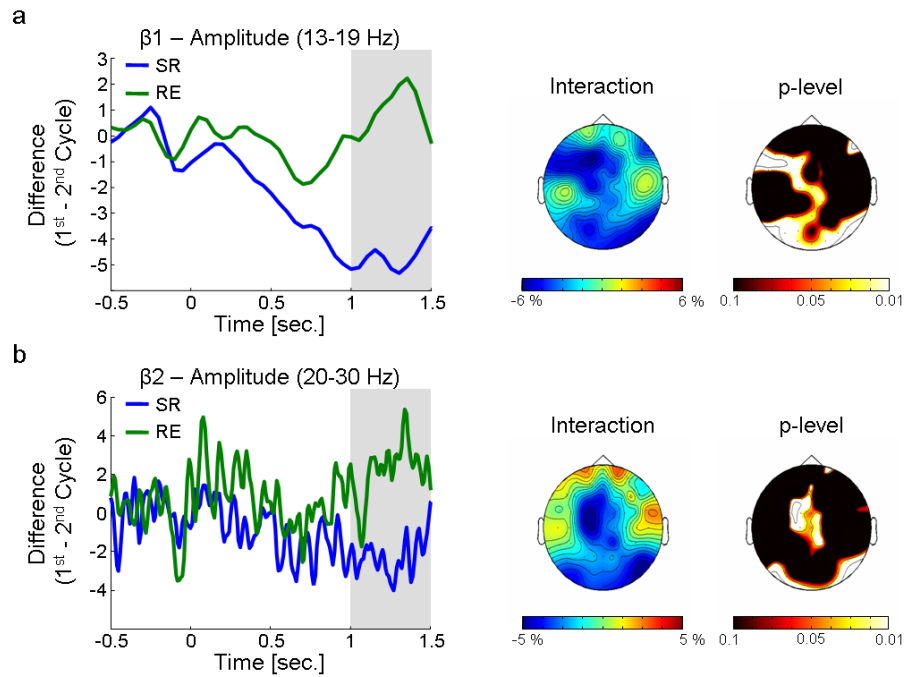 a
β1 – Amplitude (13-19 Hz)
SR
RE
3
2
1
0
-1
-2
-3
-4
-5
Difference
(1st - 2nd Cycle)
-0.5
0
0.5
1
1.5
Time [sec.]
Interaction
-6 %
6 %
p-level
0.1
0.05
0.01
b
β2 – Amplitude (20-30 Hz)
SR
RE
6
4
2
0
-2
-4
Difference
(1st - 2nd Cycle)
-0.5
0
0.5
1
1.5
Time [sec.]
Interaction
-5 %
5 %
p-level
0.1
0.05
0.01